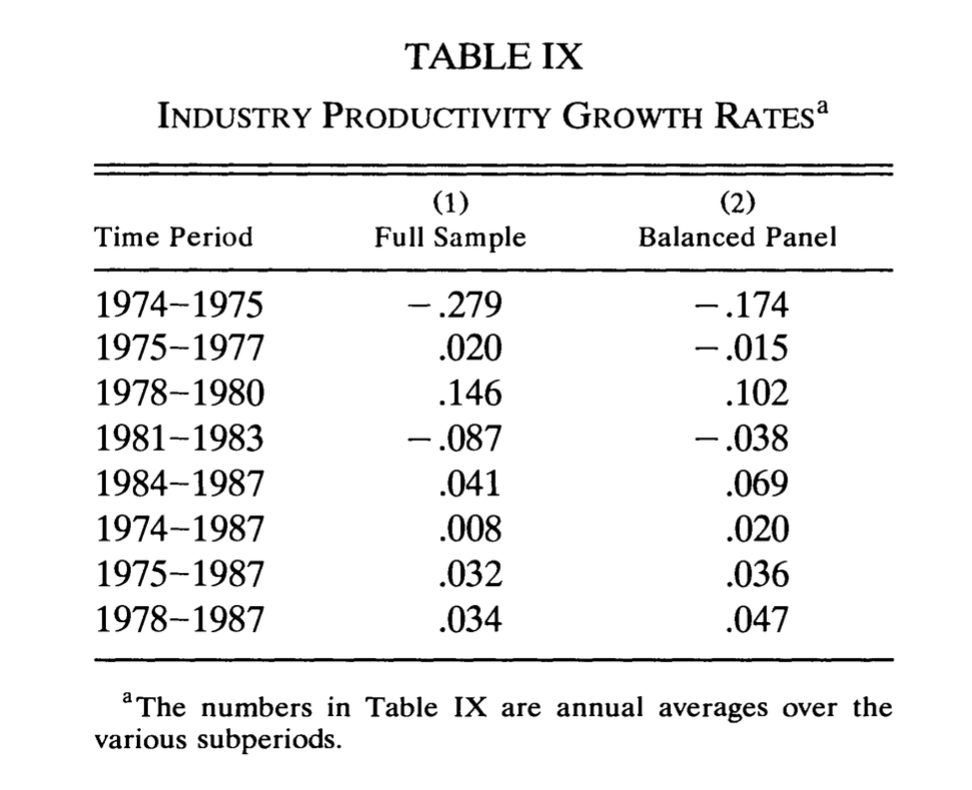 TABLE IX
INDUSTRY PRODUCTIVITY GROWTH RATESᵃ
(1) (2)
Time Period Full Sample Balanced Panel
1974–1975 −.279 −.174
1975–1977 .020 −.015
1978–1980 .146 .102
1981–1983 −.087 −.038
1984–1987 .041 .069
1974–1987 .008 .020
1975–1987 .032 .036
1978–1987 .034 .047
ᵃThe numbers in Table IX are annual averages over the
various subperiods.